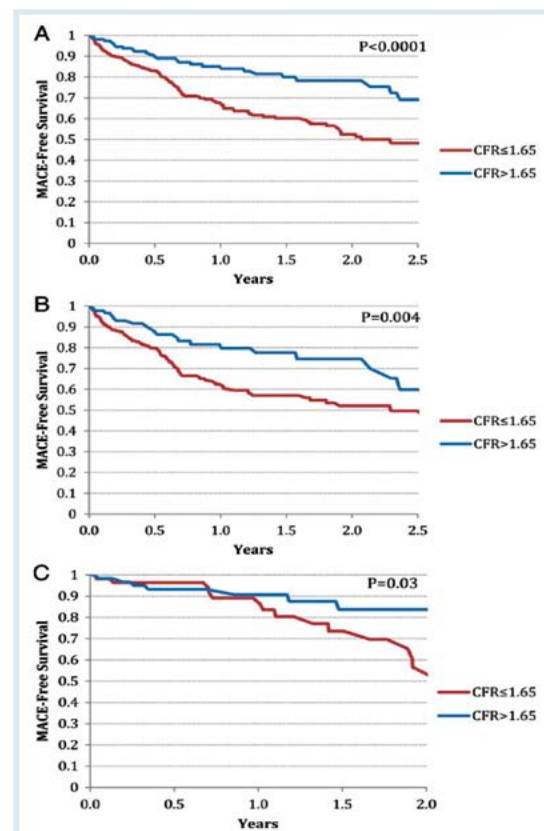 A
P<0.0001
1
0.9
0.8
0.7
0.6
0.5
0.4
0.3
0.2
0.1
0
MACE-Free Survival
CFR≤1.65
CFR>1.65
0.0 0.5 1.0 1.5 2.0 2.5
Years
B
P=0.004
1
0.9
0.8
0.7
0.6
0.5
0.4
0.3
0.2
0.1
0
MACE-Free Survival
CFR≤1.65
CFR>1.65
0.0 0.5 1.0 1.5 2.0 2.5
Years
C
P=0.03
1
0.9
0.8
0.7
0.6
0.5
0.4
0.3
0.2
0.1
0
MACE-Free Survival
CFR≤1.65
CFR>1.65
0.0 0.5 1.0 1.5 2.0
Years